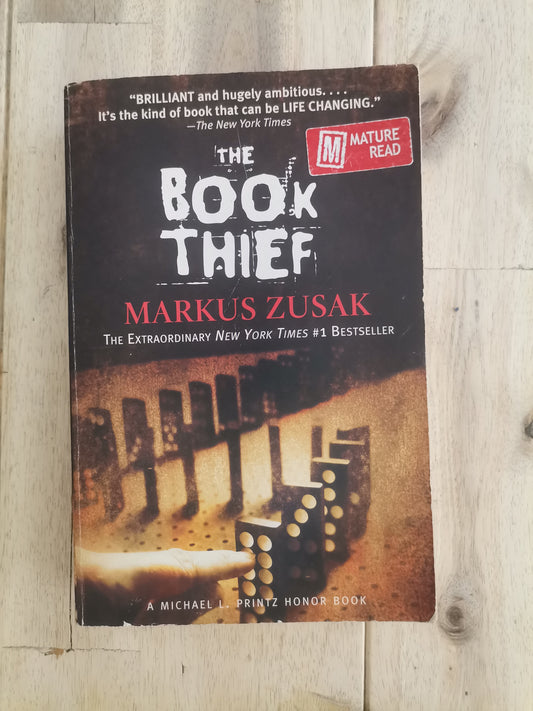 “BRILLIANT and hugely ambitious. . . .
It’s the kind of book that can be LIFE CHANGING.”
—The New York Times
M MATURE
READ
THE
BOOK
THIEF
MARKUS ZUSAK
THE EXTRAORDINARY NEW YORK TIMES #1 BESTSELLER
A MICHAEL L. PRINTZ HONOR BOOK